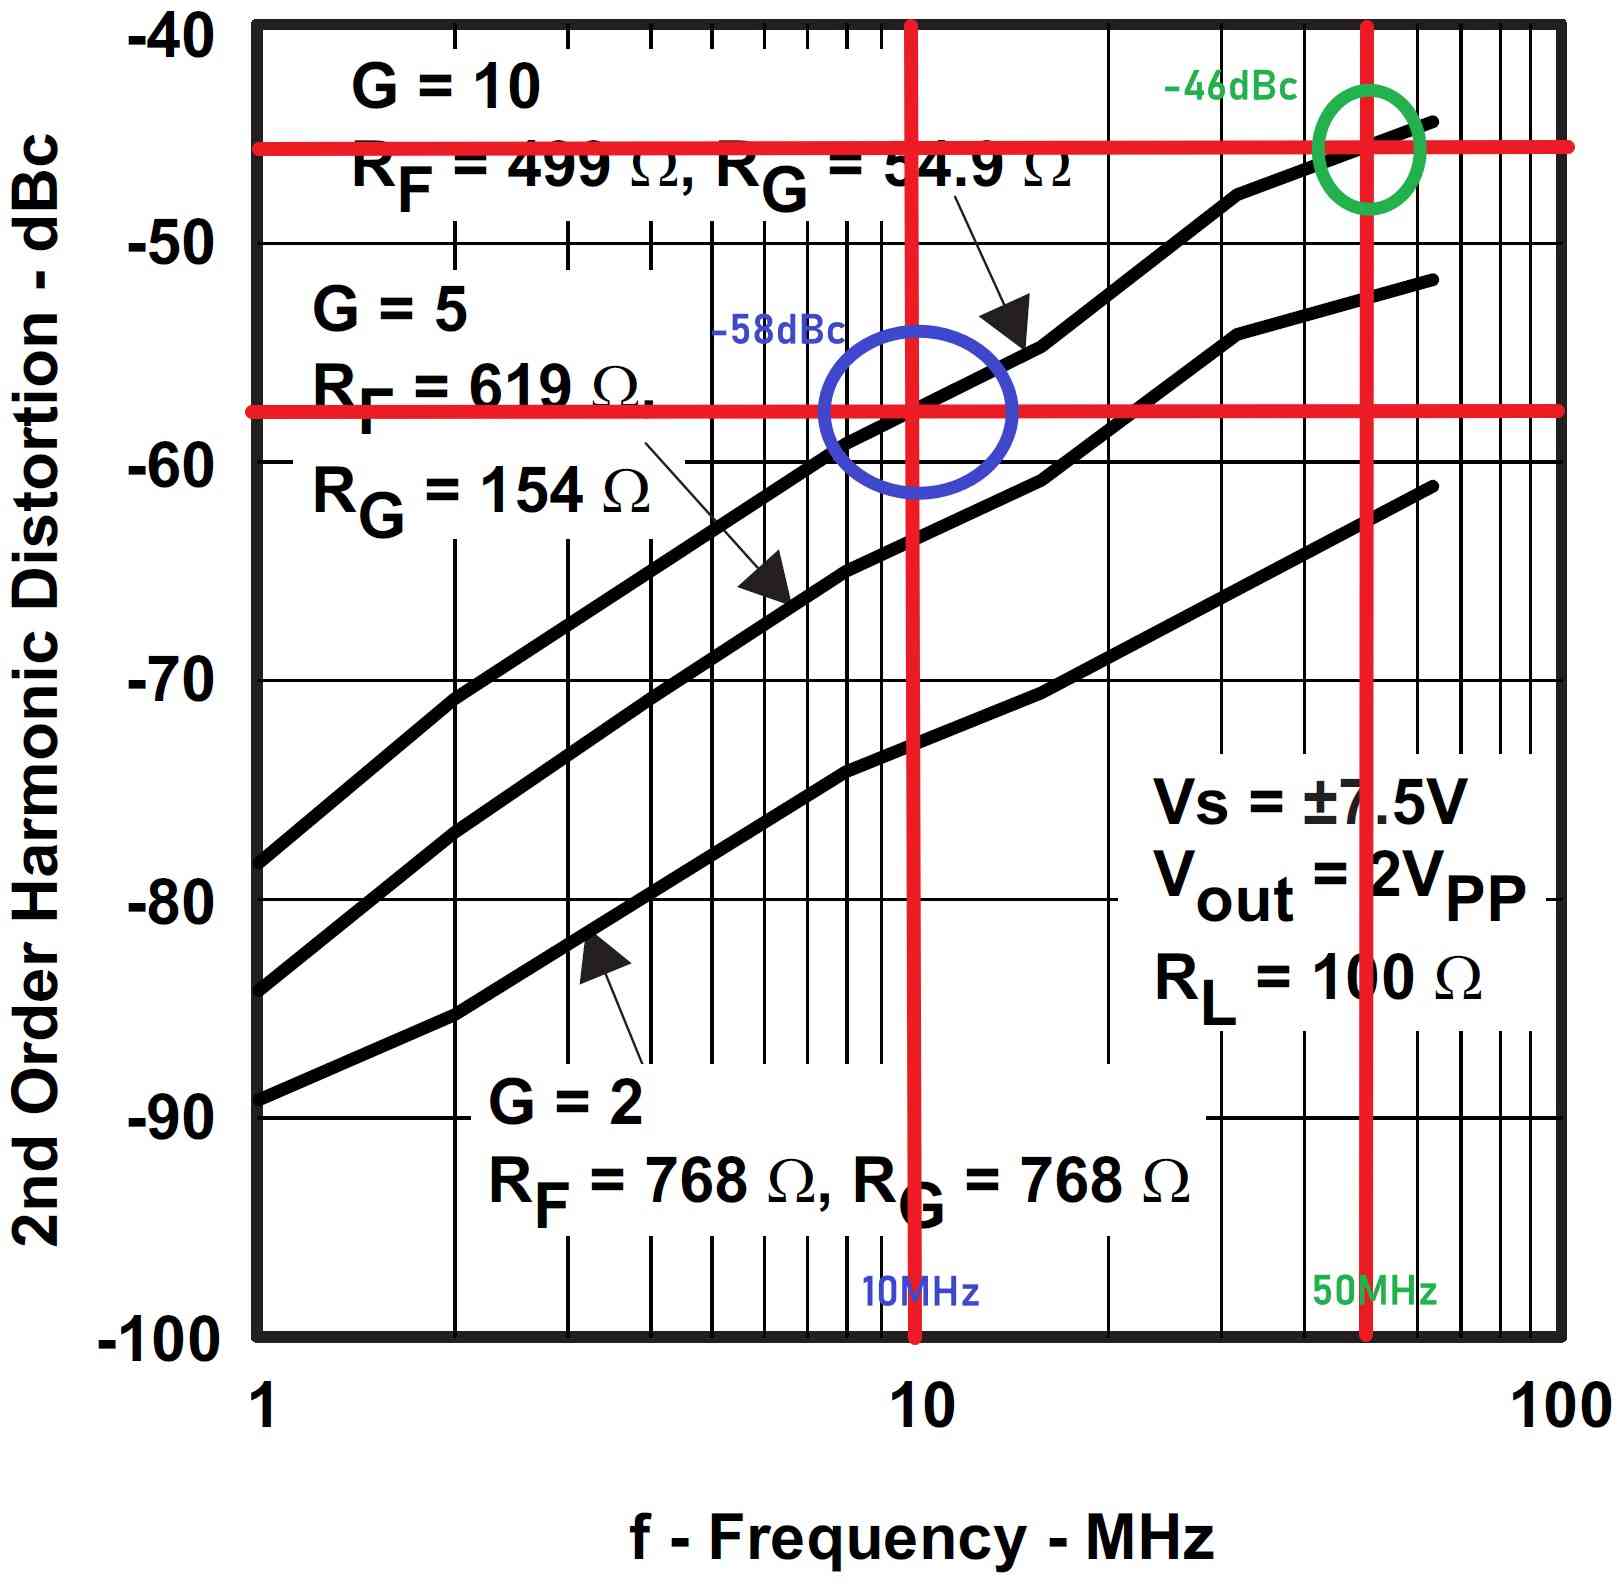 2nd Order Harmonic Distortion - dBc
-40
-50
-60
-70
-80
-90
-100
G = 10
RF = 499 Ω, RG = 54.9 Ω
-46dBc
G = 5
RF = 619 Ω,
RG = 154 Ω
-58dBc
Vs = ±7.5V
Vout = 2VPP
RL = 100 Ω
G = 2
RF = 768 Ω, RG = 768 Ω
10MHz
50MHz
1
10
100
f - Frequency - MHz